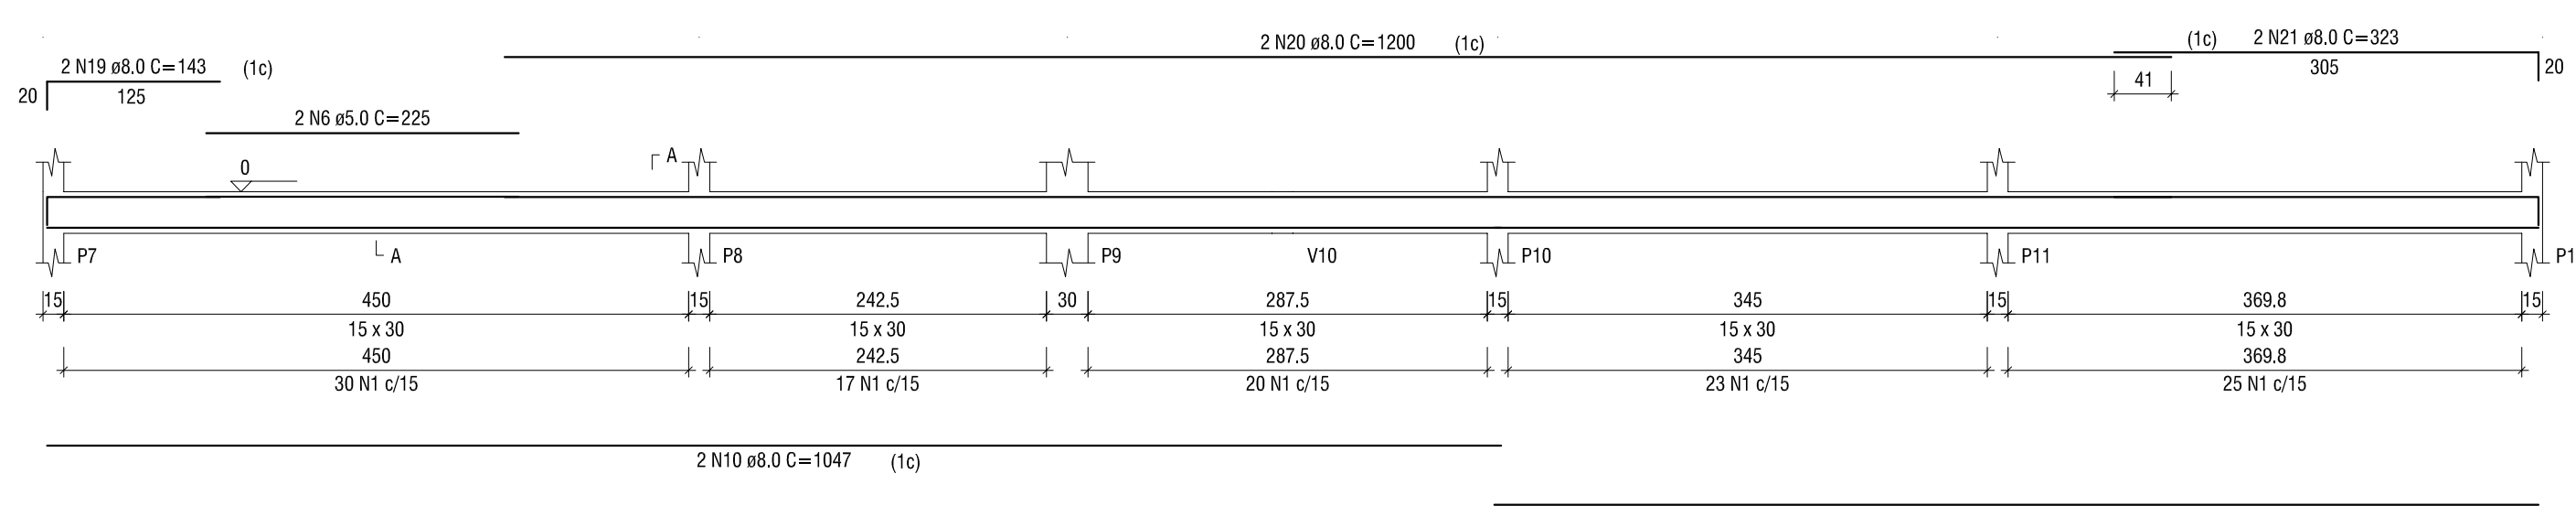 2 N20 ø8.0 C=1200 (1c)
(1c) 2 N21 ø8.0 C=323
2 N19 ø8.0 C=143 (1c)
305
20
20
125
41
2 N6 ø5.0 C=225
0
A
P7
A
P8
P9
V10
P10
P11
P1
15 450 15 242.5 30 287.5 15 345 15 369.8 15
15 x 30 15 x 30 15 x 30 15 x 30 15 x 30
450 242.5 287.5 345 369.8
30 N1 c/15 17 N1 c/15 20 N1 c/15 23 N1 c/15 25 N1 c/15
2 N10 ø8.0 C=1047 (1c)